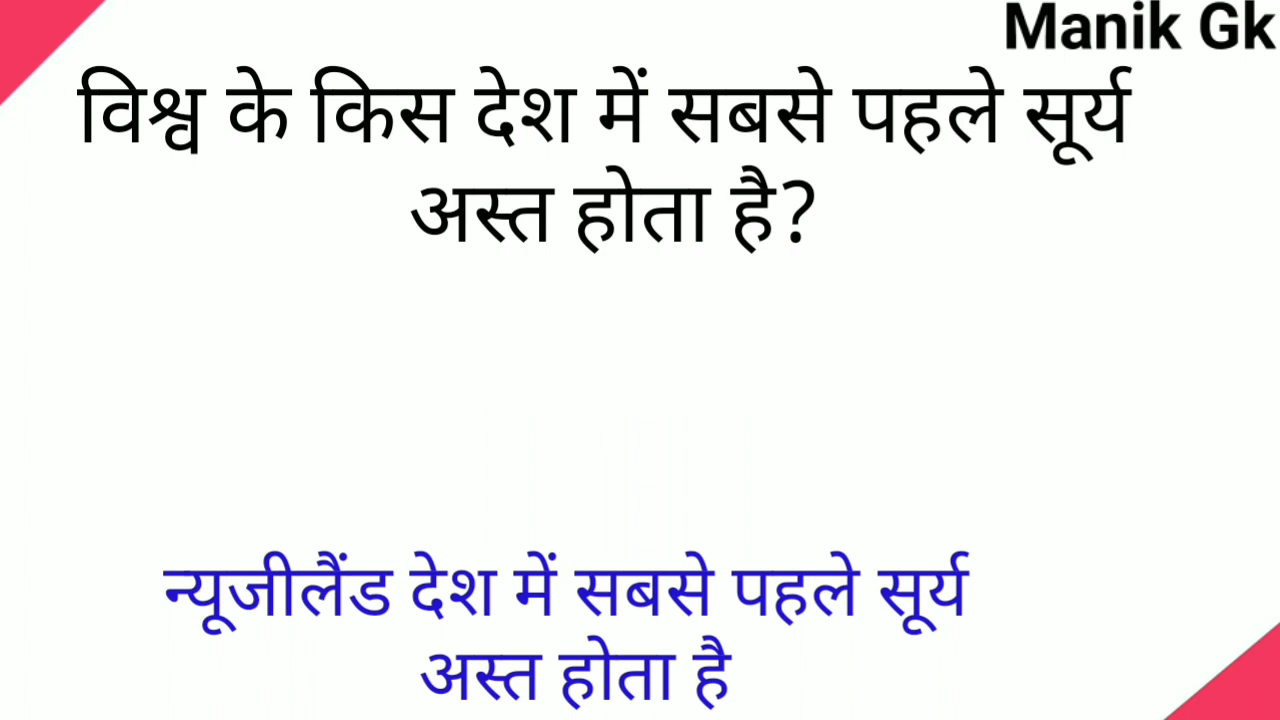 Manik Gk
विश्व के किस देश में सबसे पहले सूर्य
अस्त होता है?
न्यूजीलैंड देश में सबसे पहले सूर्य
अस्त होता है